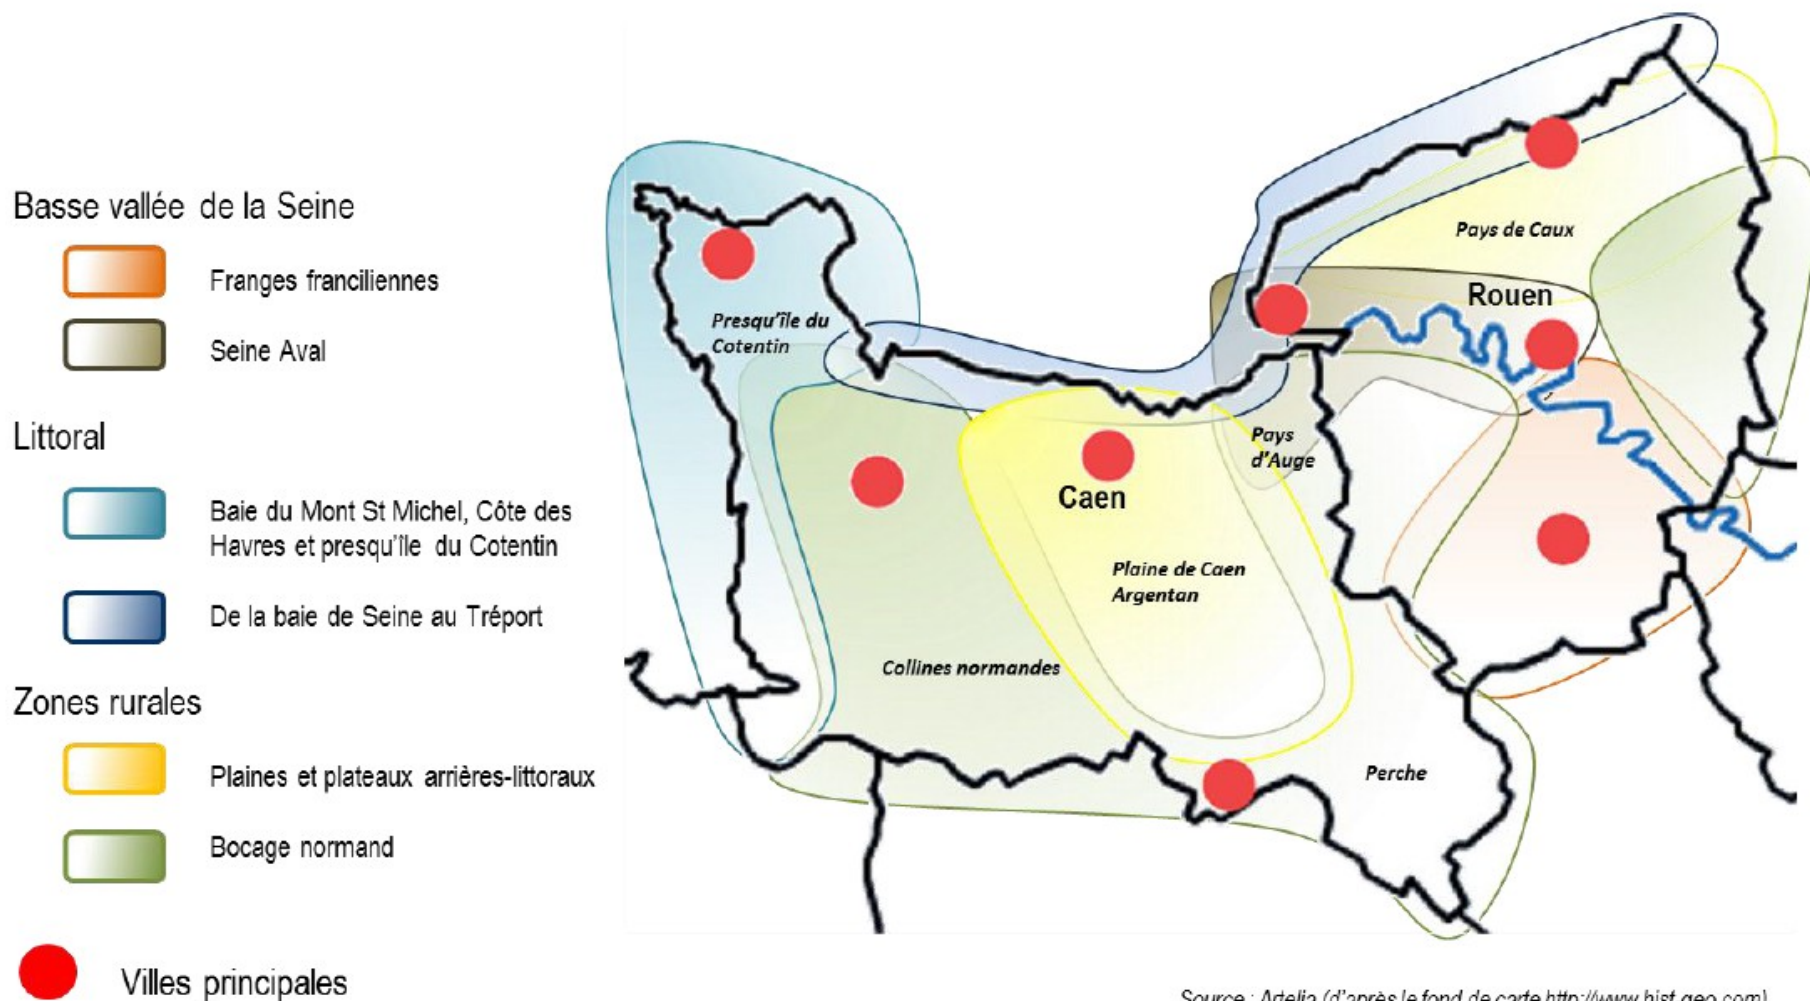 Basse vallée de la Seine
Franges franciliennes
Seine Aval
Littoral
Baie du Mont St Michel, Côte des
Havres et presqu'île du Cotentin
De la baie de Seine au Tréport
Zones rurales
Plaines et plateaux arrières-littoraux
Bocage normand
Villes principales
Presqu'île du
Cotentin
Pays de Caux
Rouen
Pays
d'Auge
Caen
Plaine de Caen
Argentan
Collines normandes
Perche
Source : Artelia (d'après le fond de carte http://www.hist.geo.com)